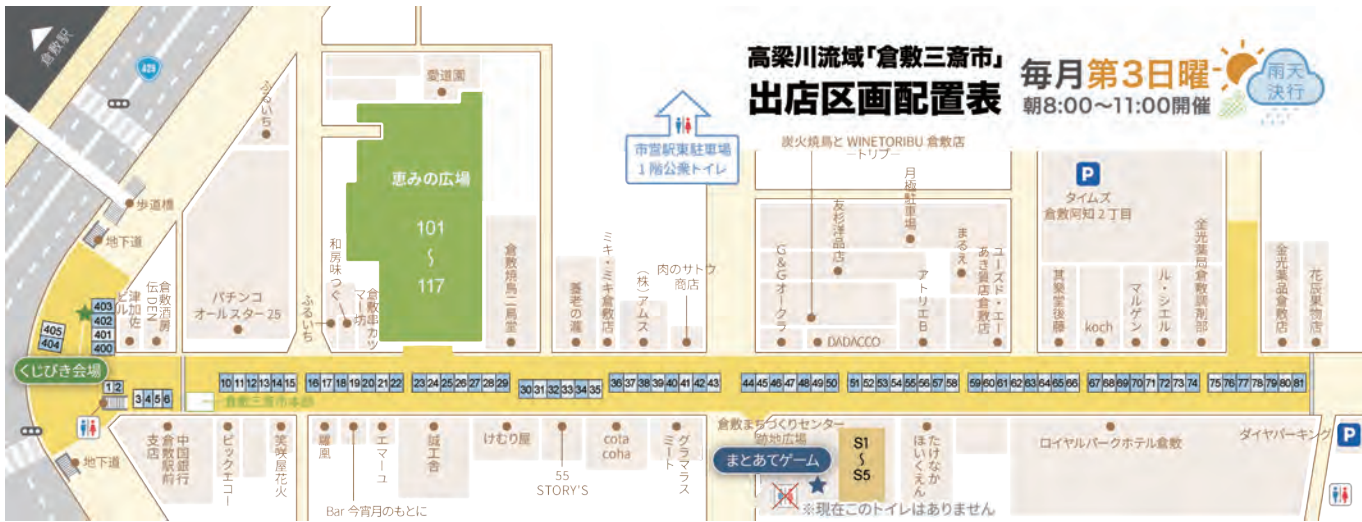 倉敷駅
429
高梁川流域「倉敷三斎市」
出店区画配置表
毎月第3日曜
朝8:00〜11:00開催
雨天
決行
愛道園
ふるいち
市営駅東駐車場
1階公衆トイレ
炭火焼鳥と WINETORIBU 倉敷店
ートリブー
P
タイムズ
倉敷阿知2丁目
恵みの広場
101
〜
117
歩道橋
地下道
津加佐ビル
倉敷酒房 伝DEN
パチンコ
オールスター25
ふるいち
和房味つぐ
倉敷串カツ マー坊
倉敷焼鳥二鳥堂
養老の瀧
ミキ・ミキ倉敷店
(株)アムス
肉のサトウ
商店
G&Gオークラ
友杉洋品店
月極駐車場
アトリエB
まるえ
ユーズド・エー あき質店倉敷店
DADACCO
甚樂堂後藤
koch
マルゲン
ル・シエル
金光薬局倉敷調剤部
金光薬品倉敷店
花辰果物店
403
402
401
400
405
404
くじびき会場
1 2
3 4 5 6
10 11 12 13 14 15
16 17 18 19 20 21 22
23 24 25 26 27 28 29
30 31 32 33 34 35
36 37 38 39 40 41 42 43
44 45 46 47 48 49 50
51 52 53 54 55 56 57 58
59 60 61 62 63 64 65 66
67 68 69 70 71 72 73 74
75 76 77 78 79 80 81
倉敷三斎市本部
地下道
中国銀行 倉敷駅前 支店
ビックエコー
笑咲屋花火
羅凰
Bar 今宵月のもとに
エマーユ
誠工舎
けむり屋
55
STORY'S
cota
coha
グラマラス ミート
倉敷まちづくりセンター
跡地広場
まとあてゲーム
S1
〜
S5
※現在このトイレはありません
たけなか ほいくえん
ロイヤルパークホテル倉敷
ダイヤパーキング
P